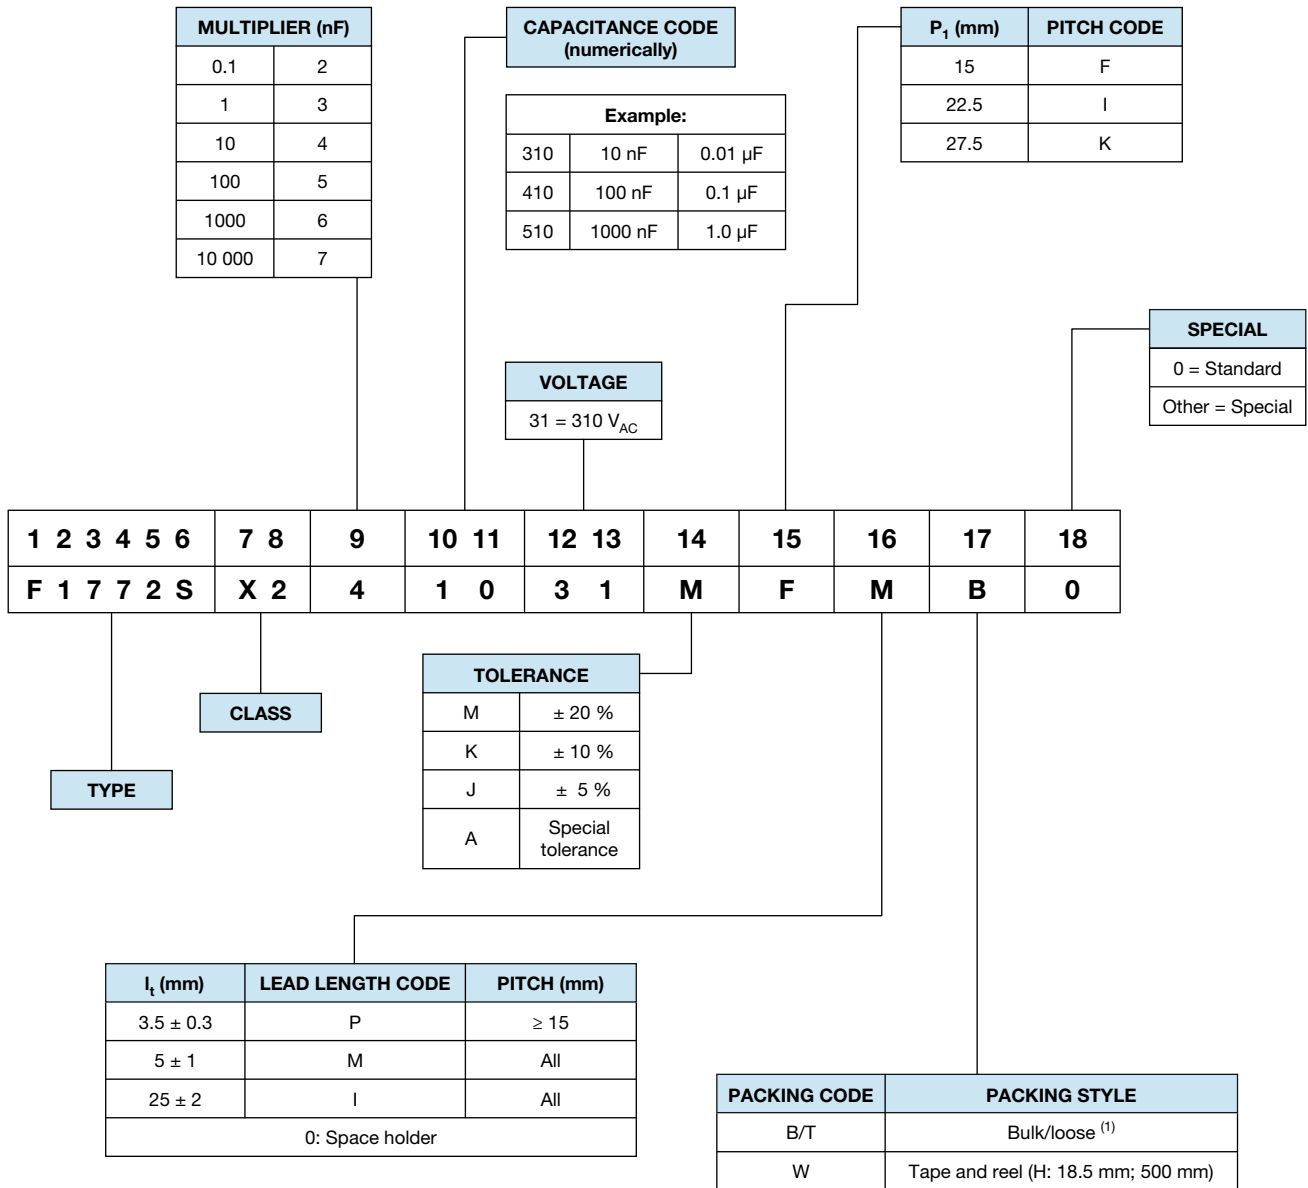 MULTIPLIER (nF)
0.1 2
1 3
10 4
100 5
1000 6
10 000 7
CAPACITANCE CODE
(numerically)
Example:
310 10 nF 0.01 µF
410 100 nF 0.1 µF
510 1000 nF 1.0 µF
P1 (mm) PITCH CODE
15 F
22.5 I
27.5 K
SPECIAL
0 = Standard
Other = Special
VOLTAGE
31 = 310 VAC
1 2 3 4 5 6 7 8 9 10 11 12 13 14 15 16 17 18
F 1 7 7 2 S X 2 4 1 0 3 1 M F M B 0
TOLERANCE
M ± 20 %
K ± 10 %
J ± 5 %
A Special
tolerance
CLASS
TYPE
lt (mm) LEAD LENGTH CODE PITCH (mm)
3.5 ± 0.3 P ≥ 15
5 ± 1 M All
25 ± 2 I All
0: Space holder
PACKING CODE PACKING STYLE
B/T Bulk/loose (1)
W Tape and reel (H: 18.5 mm; 500 mm)